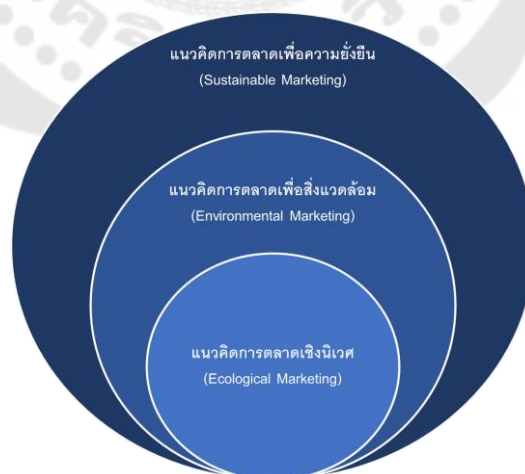 แนวคิดการตลาดเพื่อความยั่งยืน
(Sustainable Marketing)
แนวคิดการตลาดเพื่อสิ่งแวดล้อม
(Environmental Marketing)
แนวคิดการตลาดเชิงนิเวศ
(Ecological Marketing)